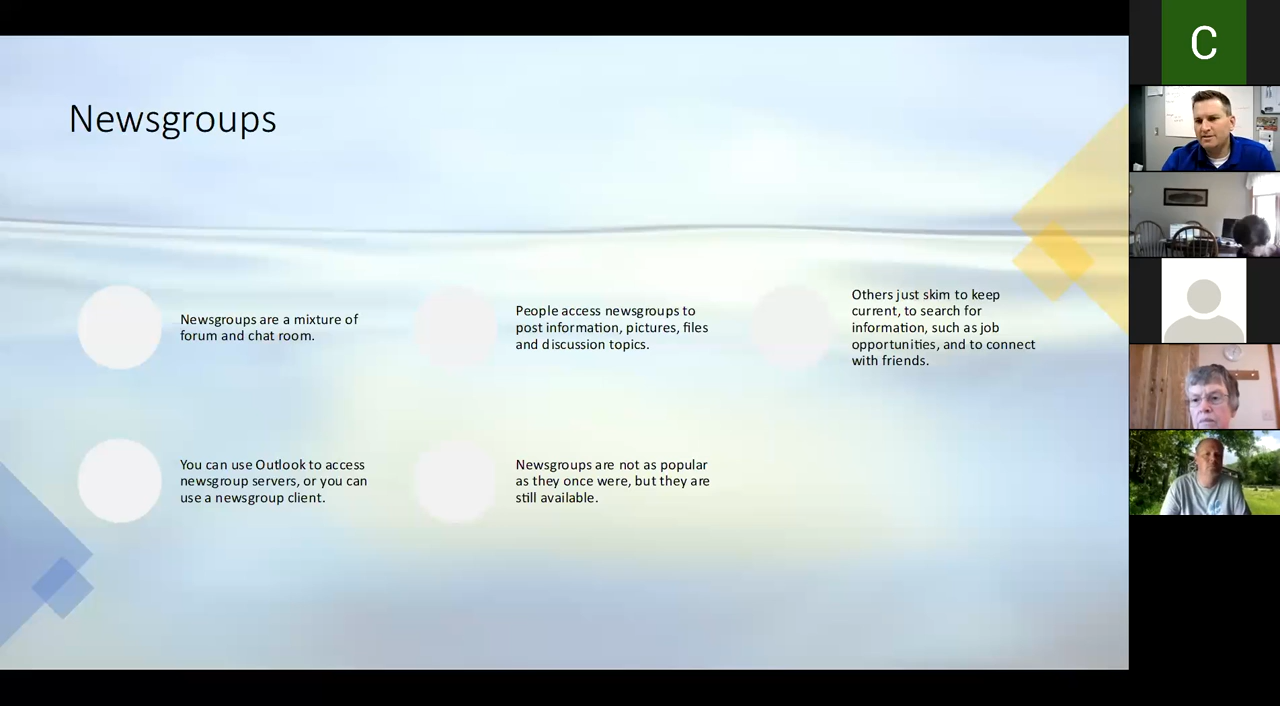 Newsgroups
Newsgroups are a mixture of
forum and chat room.
People access newsgroups to
post information, pictures, files
and discussion topics.
Others just skim to keep
current, to search for
information, such as job
opportunities, and to connect
with friends.
You can use Outlook to access
newsgroup servers, or you can
use a newsgroup client.
Newsgroups are not as popular
as they once were, but they are
still available.
C